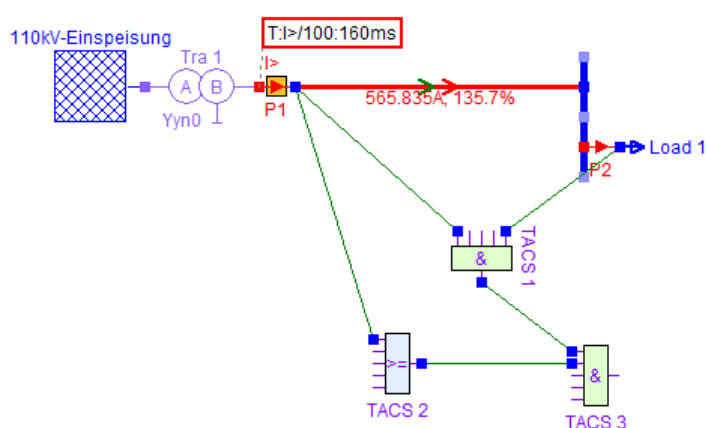 110kV-Einspeisung
T:I>/100:160ms
Tra 1
I>
A
B
Yyn0
P1
565.835A, 135.7%
Load 1
P2
&
TACS 1
>=
TACS 2
&
TACS 3